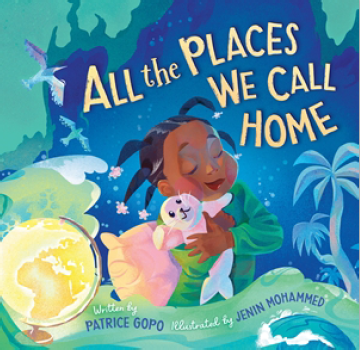 ALL the PLACES
WE CALL
HOME
Written by
PATRICE GOPO
Illustrated by
JENIN MOHAMMED